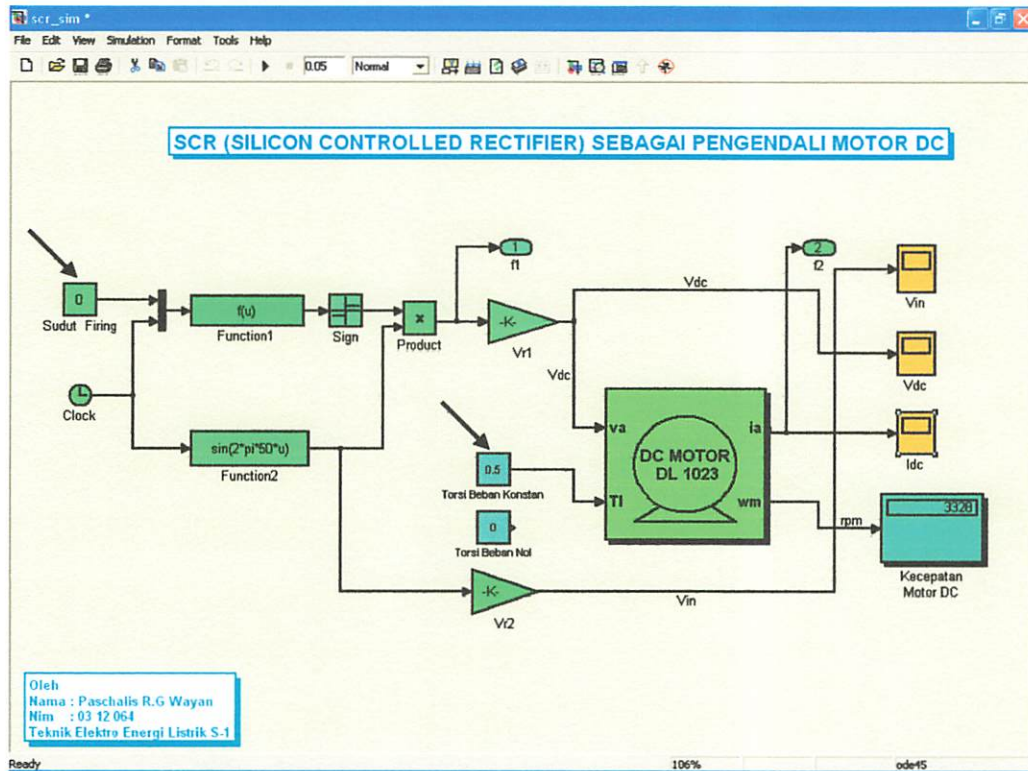 scr_sim *
File Edit View Simulation Format Tools Help
0.05 Normal
SCR (SILICON CONTROLLED RECTIFIER) SEBAGAI PENGENDALI MOTOR DC
1
f1
2
f2
Vin
0
Sudut Firing
f(u)
Function1
Sign
x
Product
-K-
Vr1
Vdc
Vdc
Vdc
Clock
sin(2*pi*50*u)
Function2
0.5
Torsi Beban Konstan
0
Torsi Beban Nol
va
ia
DC MOTOR
DL 1023
Tl
wm
Idc
rpm
3328
Kecepatan
Motor DC
-K-
Vr2
Vin
Oleh
Nama : Paschalis R.G Wayan
Nim : 03 12 064
Teknik Elektro Energi Listrik S-1
Ready 106% ode45